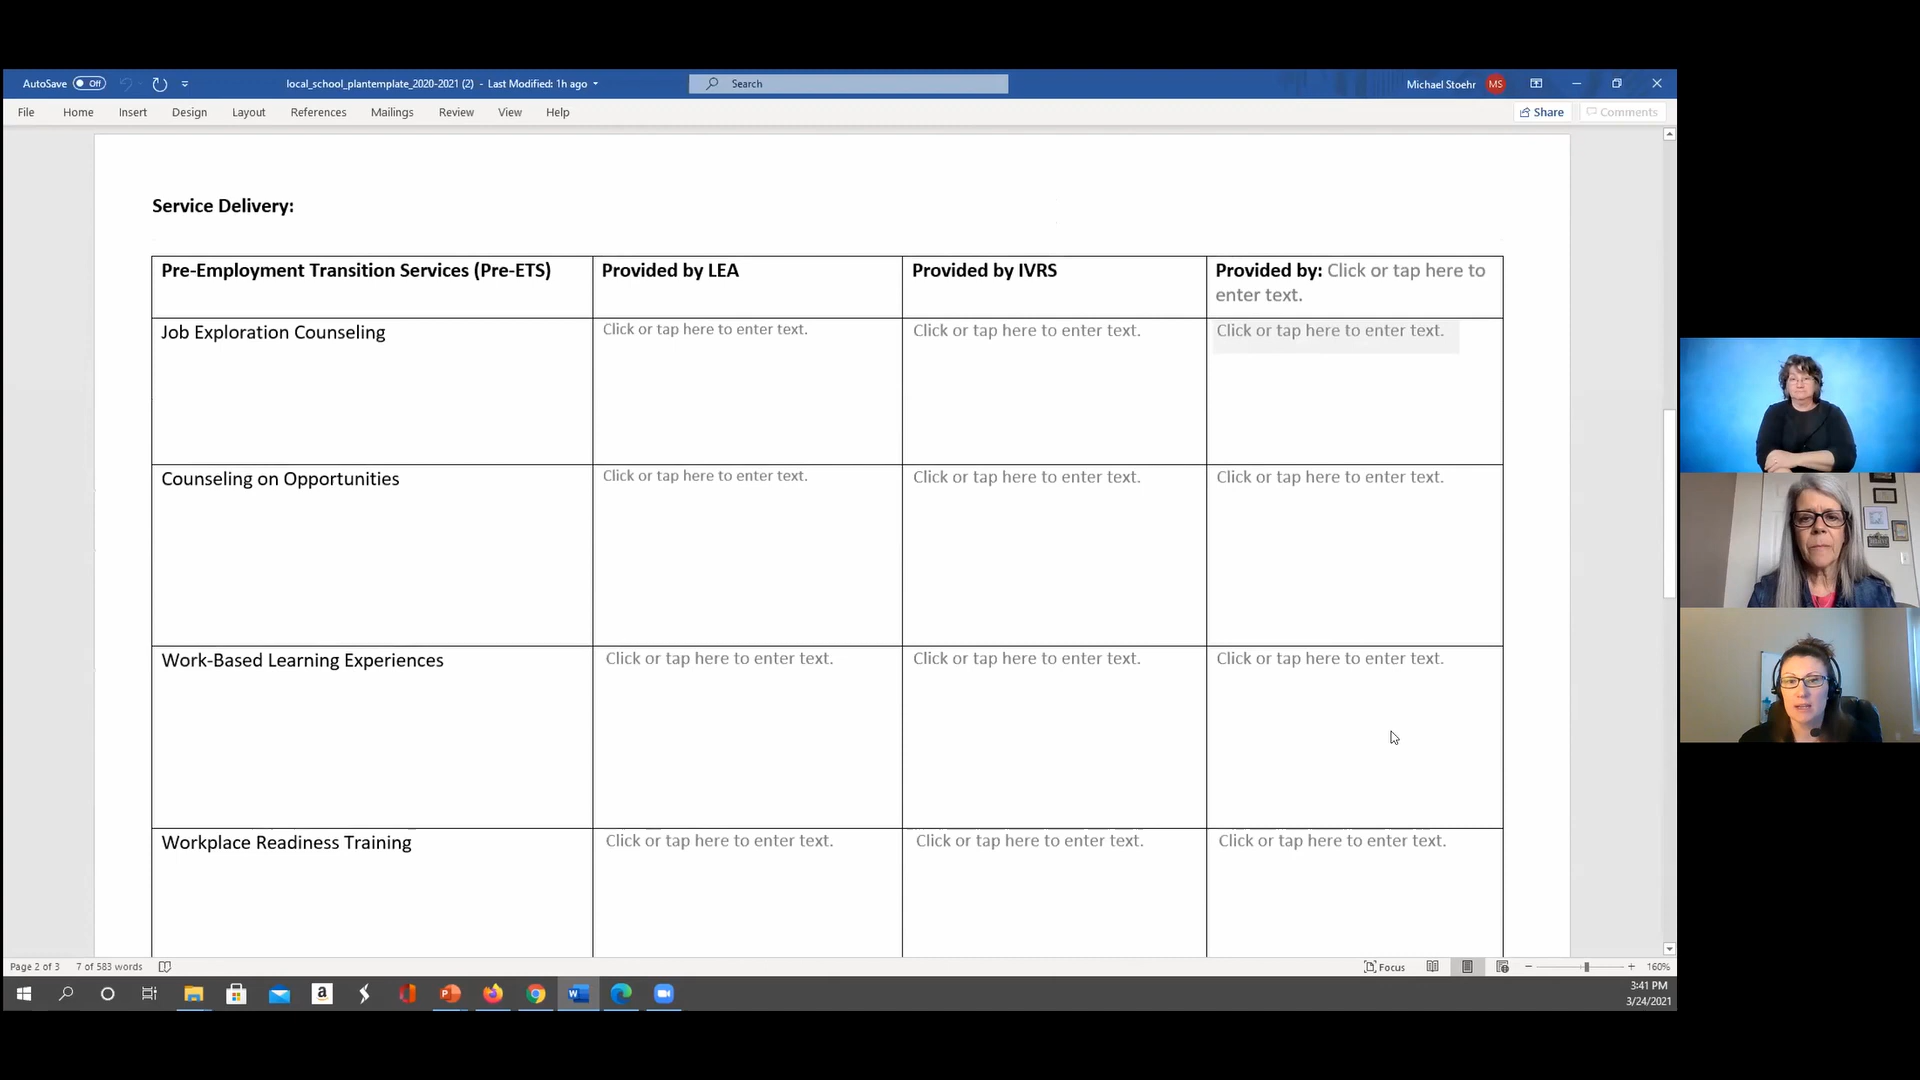 AutoSave Off local_school_plantemplate_2020-2021 (2) - Last Modified: 1h ago Search Michael Stoehr MS
File Home Insert Design Layout References Mailings Review View Help Share Comments
Service Delivery:
Pre-Employment Transition Services (Pre-ETS) Provided by LEA Provided by IVRS Provided by: Click or tap here to
enter text.
Job Exploration Counseling Click or tap here to enter text. Click or tap here to enter text. Click or tap here to enter text.
Counseling on Opportunities Click or tap here to enter text. Click or tap here to enter text. Click or tap here to enter text.
Work-Based Learning Experiences Click or tap here to enter text. Click or tap here to enter text. Click or tap here to enter text.
Workplace Readiness Training Click or tap here to enter text. Click or tap here to enter text. Click or tap here to enter text.
Page 2 of 3 7 of 583 words Focus 160%
3:41 PM
3/24/2021